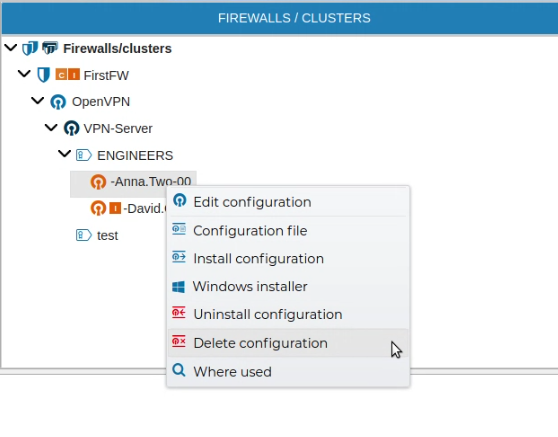 FIREWALLS / CLUSTERS
Firewalls/clusters
C I FirstFW
OpenVPN
VPN-Server
ENGINEERS
-Anna.Two-00
I -David.
test
Edit configuration
Configuration file
Install configuration
Windows installer
Uninstall configuration
Delete configuration
Where used